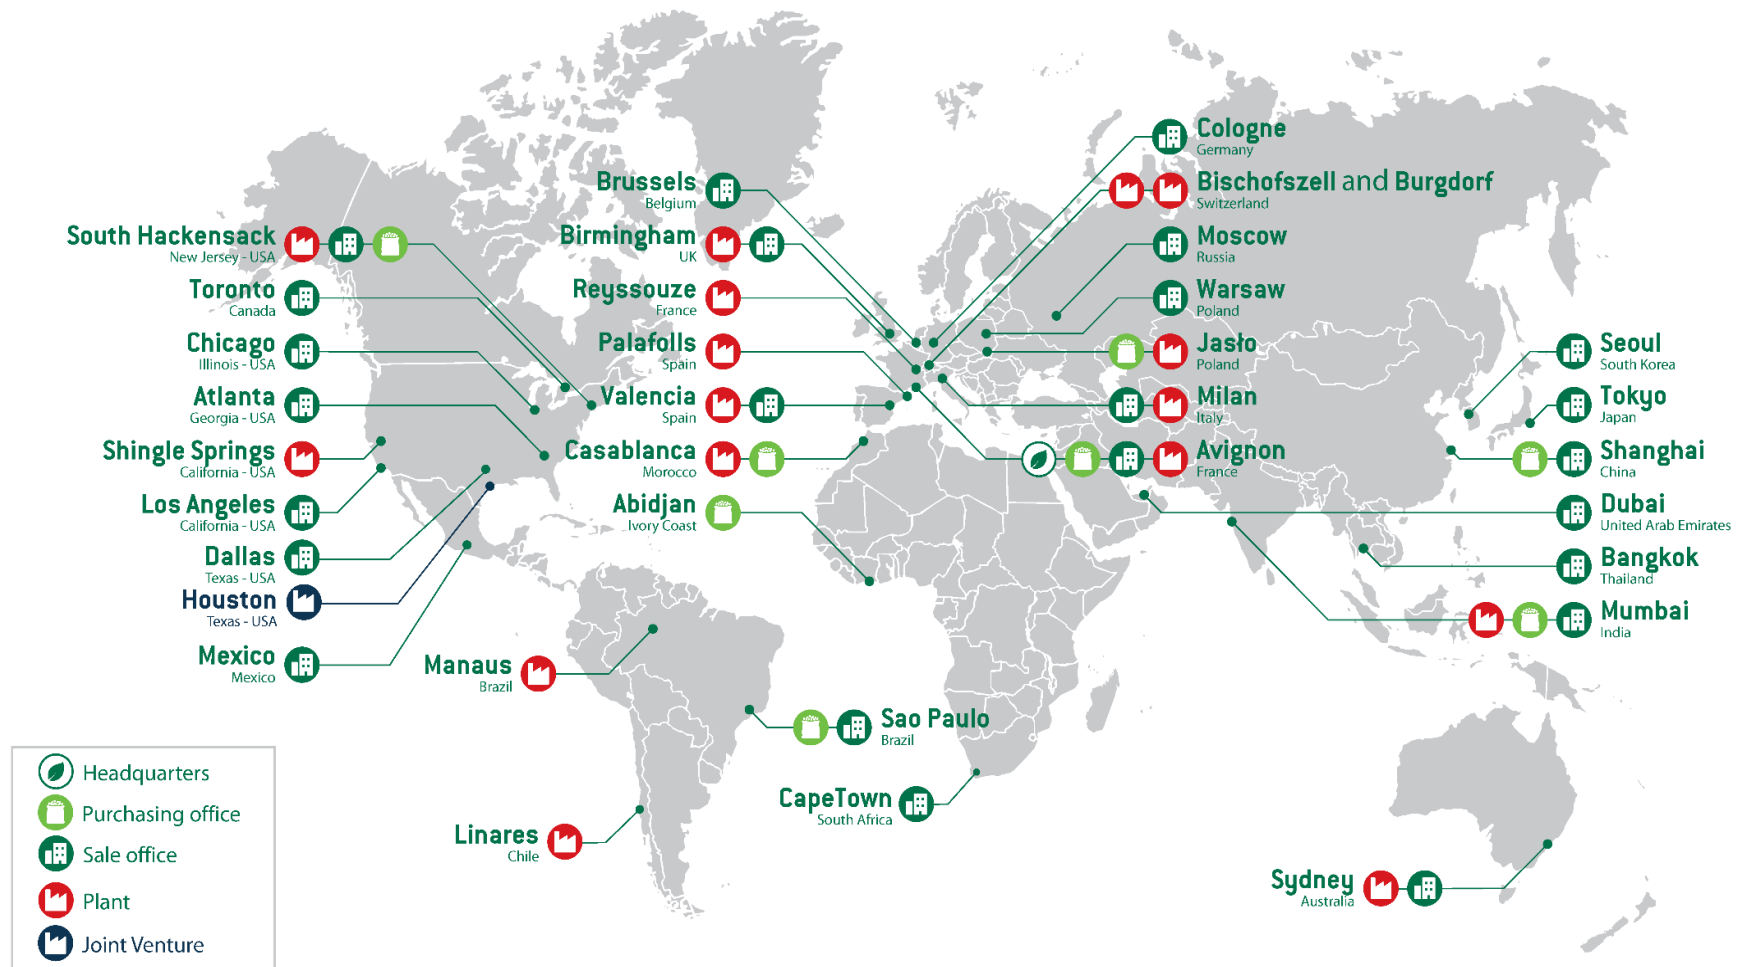 South Hackensack
New Jersey - USA
Toronto
Canada
Chicago
Illinois - USA
Atlanta
Georgia - USA
Shingle Springs
California - USA
Los Angeles
California - USA
Dallas
Texas - USA
Houston
Texas - USA
Mexico
Mexico
Brussels
Belgium
Birmingham
UK
Reyssouze
France
Palafolls
Spain
Valencia
Spain
Casablanca
Morocco
Abidjan
Ivory Coast
Manaus
Brazil
Sao Paulo
Brazil
CapeTown
South Africa
Linares
Chile
Cologne
Germany
Bischofszell and Burgdorf
Switzerland
Moscow
Russia
Warsaw
Poland
Jasło
Poland
Milan
Italy
Avignon
France
Seoul
South Korea
Tokyo
Japan
Shanghai
China
Dubai
United Arab Emirates
Bangkok
Thailand
Mumbai
India
Sydney
Australia
Headquarters
Purchasing office
Sale office
Plant
Joint Venture